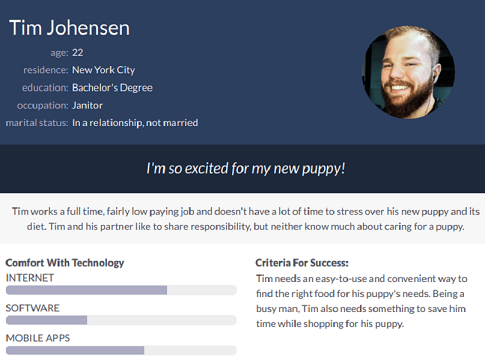 Tim Johensen
age: 22
residence: New York City
education: Bachelor's Degree
occupation: Janitor
marital status: In a relationship, not married
I'm so excited for my new puppy!
Tim works a full time, fairly low paying job and doesn't have a lot of time to stress over his new puppy and its
diet. Tim and his partner like to share responsibility, but neither know much about caring for a puppy.
Comfort With Technology
INTERNET
SOFTWARE
MOBILE APPS
Criteria For Success:
Tim needs an easy-to-use and convenient way to
find the right food for his puppy's needs. Being a
busy man, Tim also needs something to save him
time while shopping for his puppy.